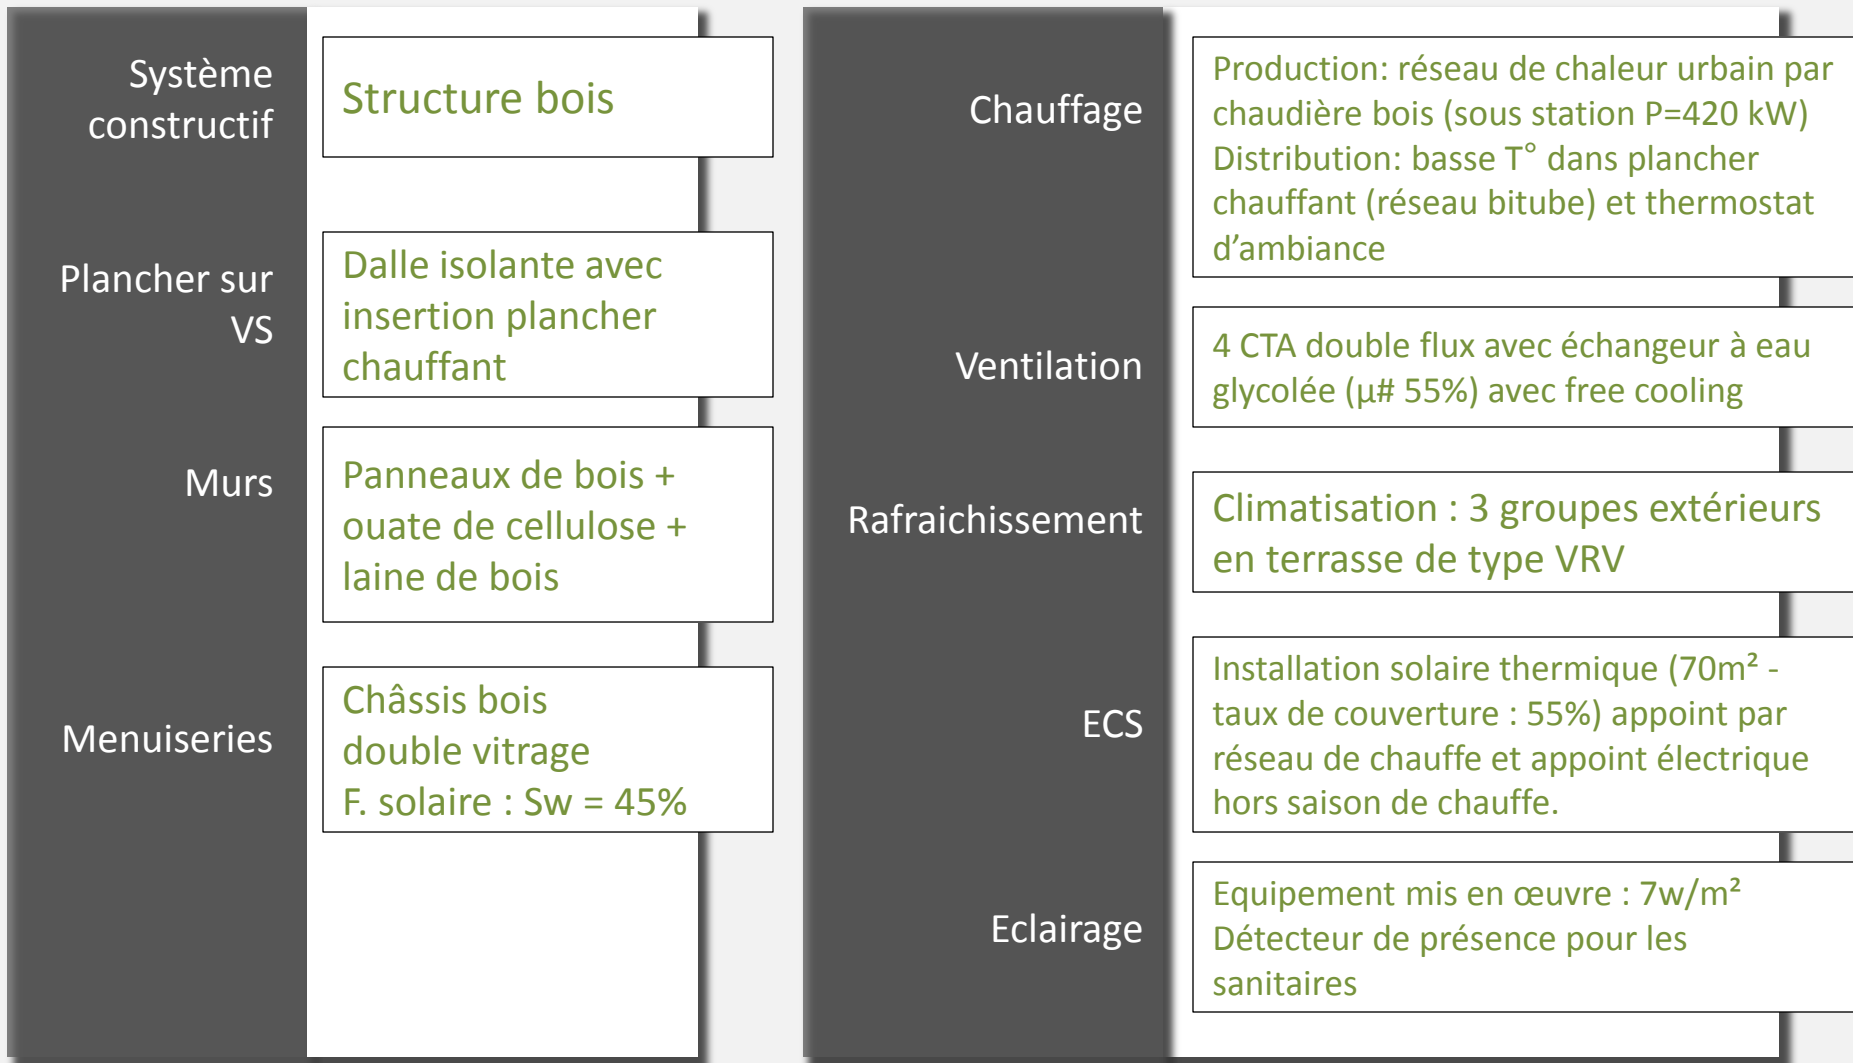 Système
constructif
Structure bois
Plancher sur
VS
Dalle isolante avec
insertion plancher
chauffant
Murs
Panneaux de bois +
ouate de cellulose +
laine de bois
Menuiseries
Châssis bois
double vitrage
F. solaire : Sw = 45%
Chauffage
Production: réseau de chaleur urbain par
chaudière bois (sous station P=420 kW)
Distribution: basse T° dans plancher
chauffant (réseau bitube) et thermostat
d’ambiance
Ventilation
4 CTA double flux avec échangeur à eau
glycolée (µ# 55%) avec free cooling
Rafraichissement
Climatisation : 3 groupes extérieurs
en terrasse de type VRV
ECS
Installation solaire thermique (70m² -
taux de couverture : 55%) appoint par
réseau de chauffe et appoint électrique
hors saison de chauffe.
Eclairage
Equipement mis en œuvre : 7w/m²
Détecteur de présence pour les
sanitaires